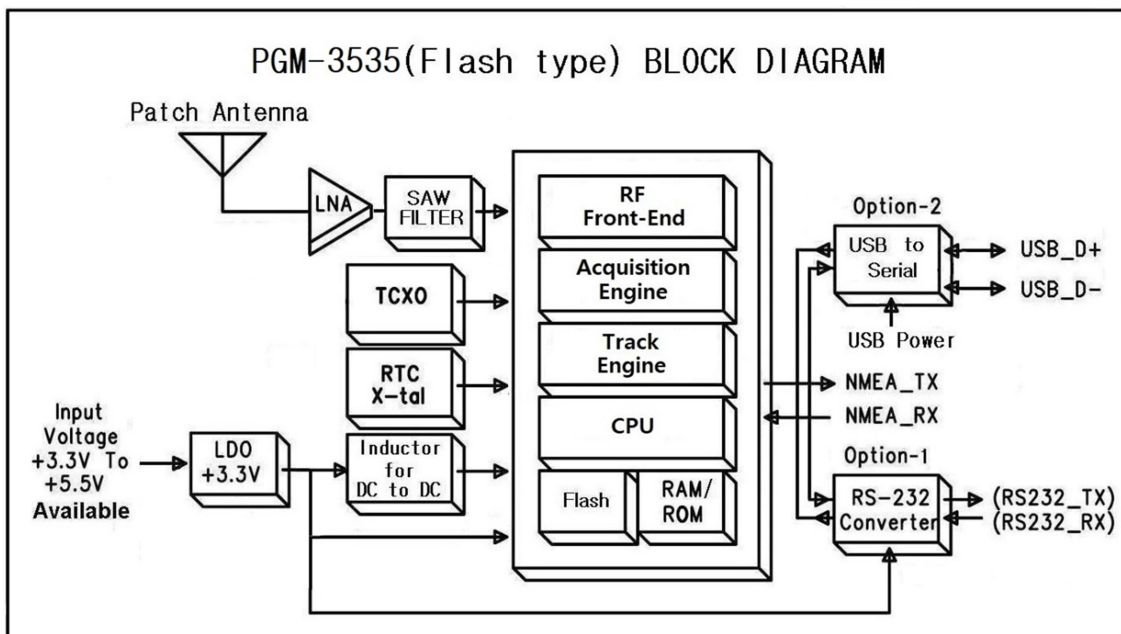 PGM-3535(Flash type) BLOCK DIAGRAM
Patch Antenna
LNA
SAW
FILTER
RF
Front-End
Acquisition
Engine
Track
Engine
CPU
Flash
RAM/
ROM
TCXO
RTC
X-tal
Inductor
for
DC to DC
Input
Voltage
+3.3V To
+5.5V
Available
LDO
+3.3V
Option-2
USB to
Serial
USB_D+
USB_D-
USB Power
NMEA_TX
NMEA_RX
Option-1
RS-232
Converter
(RS232_TX)
(RS232_RX)